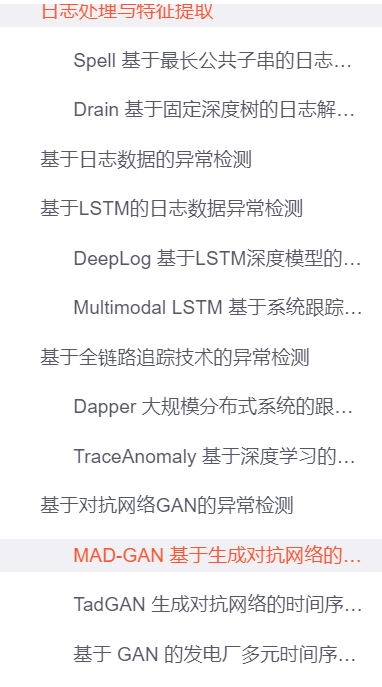 日志处理与特征提取
Spell 基于最长公共子串的日志…
Drain 基于固定深度树的日志解…
基于日志数据的异常检测
基于LSTM的日志数据异常检测
DeepLog 基于LSTM深度模型的…
Multimodal LSTM 基于系统跟踪…
基于全链路追踪技术的异常检测
Dapper 大规模分布式系统的跟…
TraceAnomaly 基于深度学习的…
基于对抗网络GAN的异常检测
MAD-GAN 基于生成对抗网络的…
TadGAN 生成对抗网络的时间序…
基于 GAN 的发电厂多元时间序…